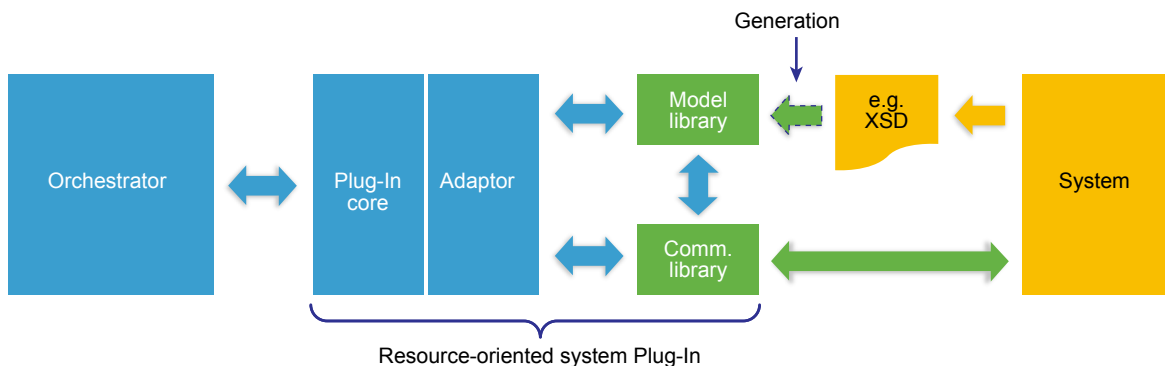 Generation
Orchestrator
Plug-In
core
Adaptor
Model
library
e.g.
XSD
System
Comm.
library
Resource-oriented system Plug-In